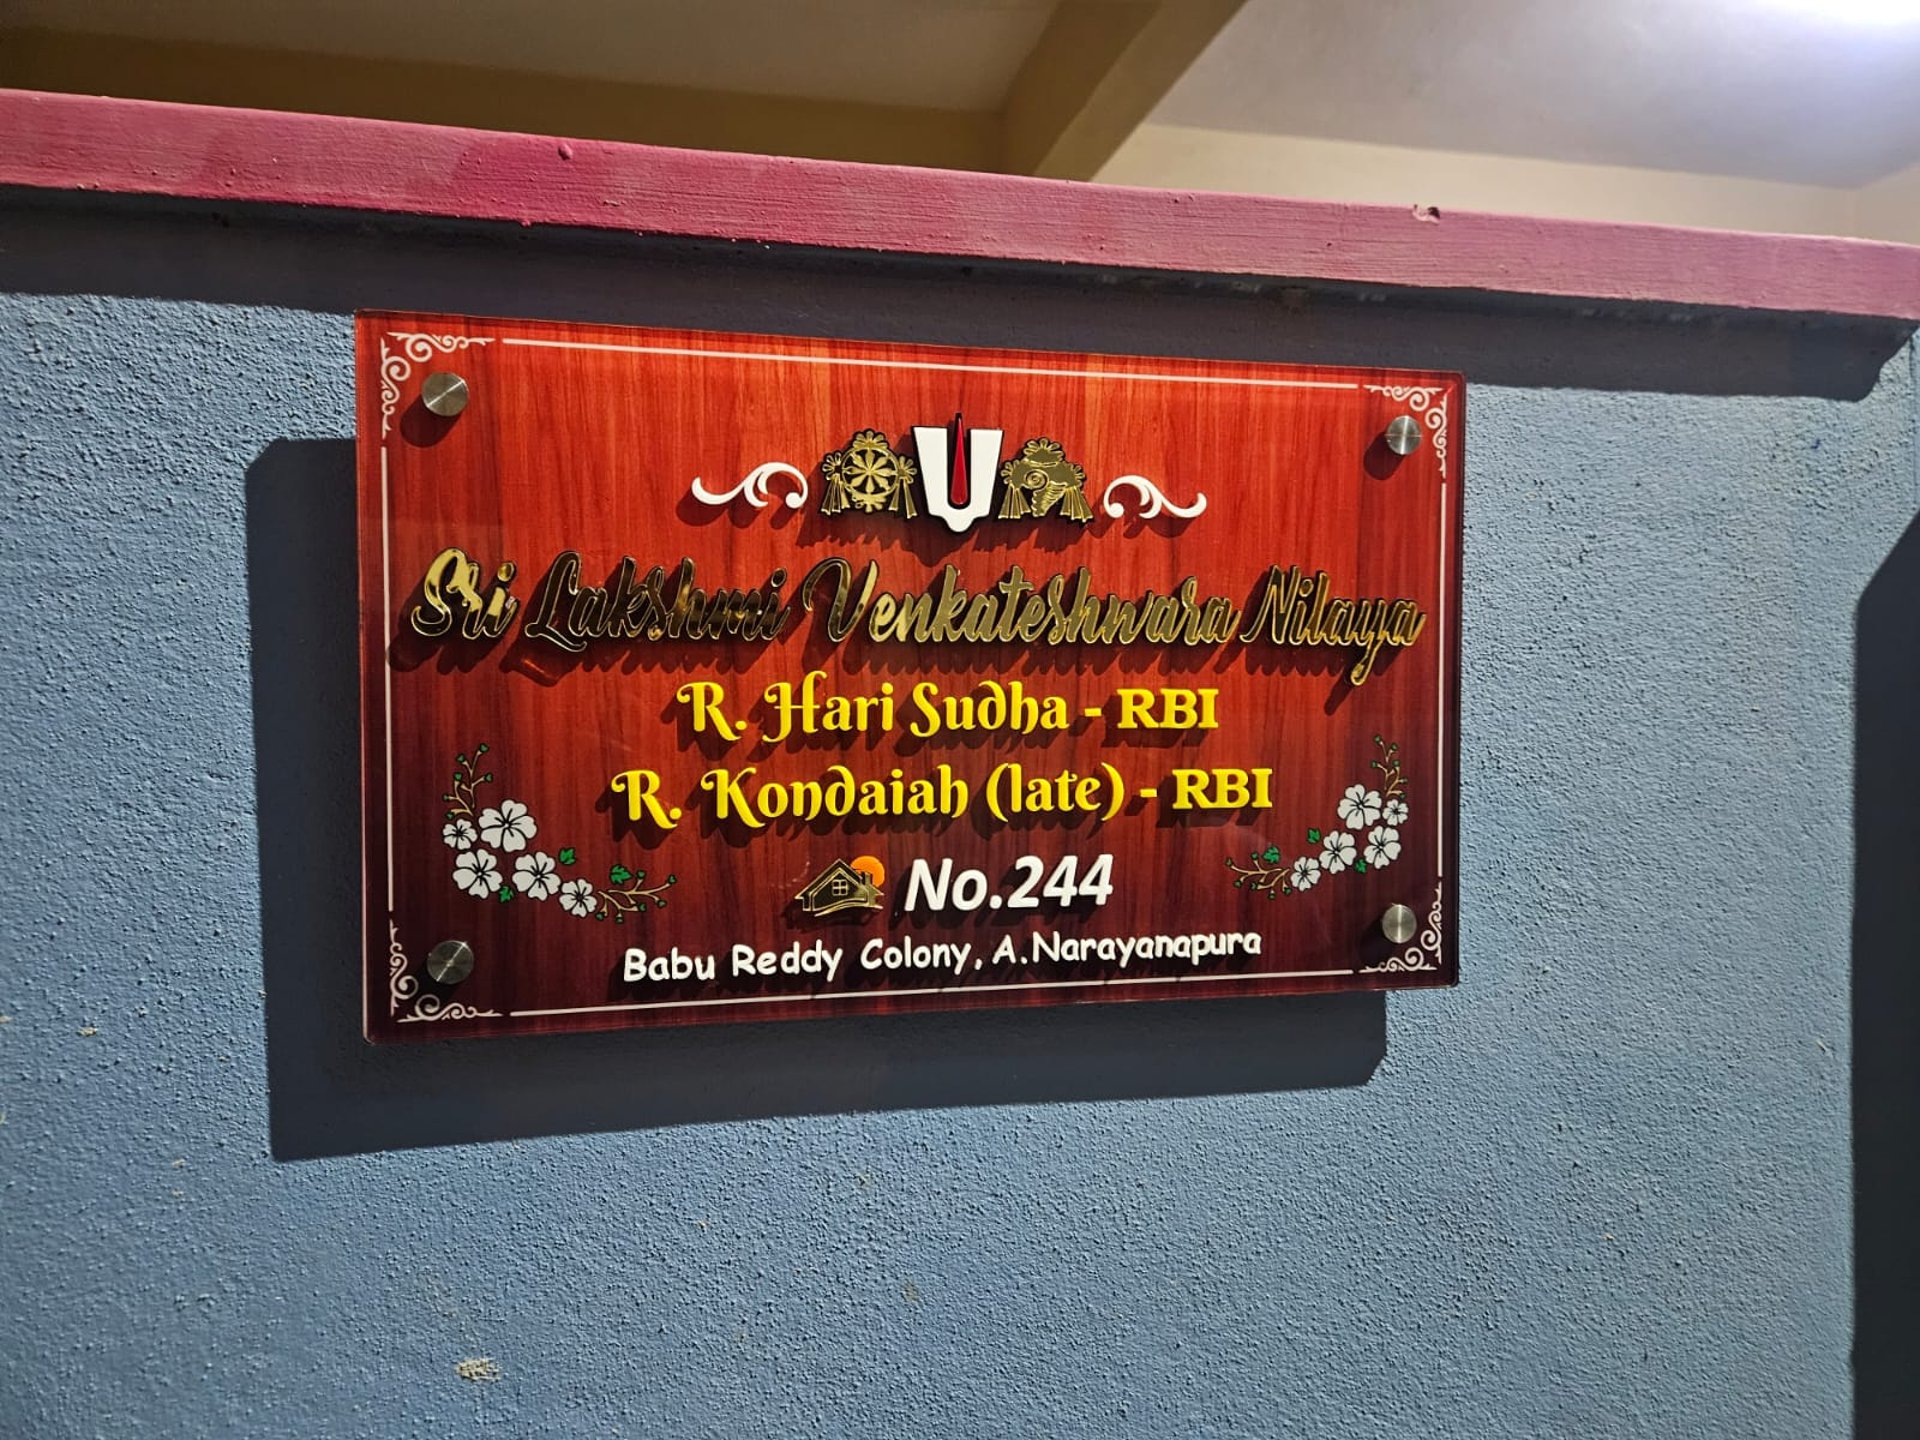 Sri Lakshmi Venkateshwara Nilaya
R. Hari Sudha - RBI
R. Kondaiah (late) - RBI
No.244
Babu Reddy Colony, A.Narayanapura